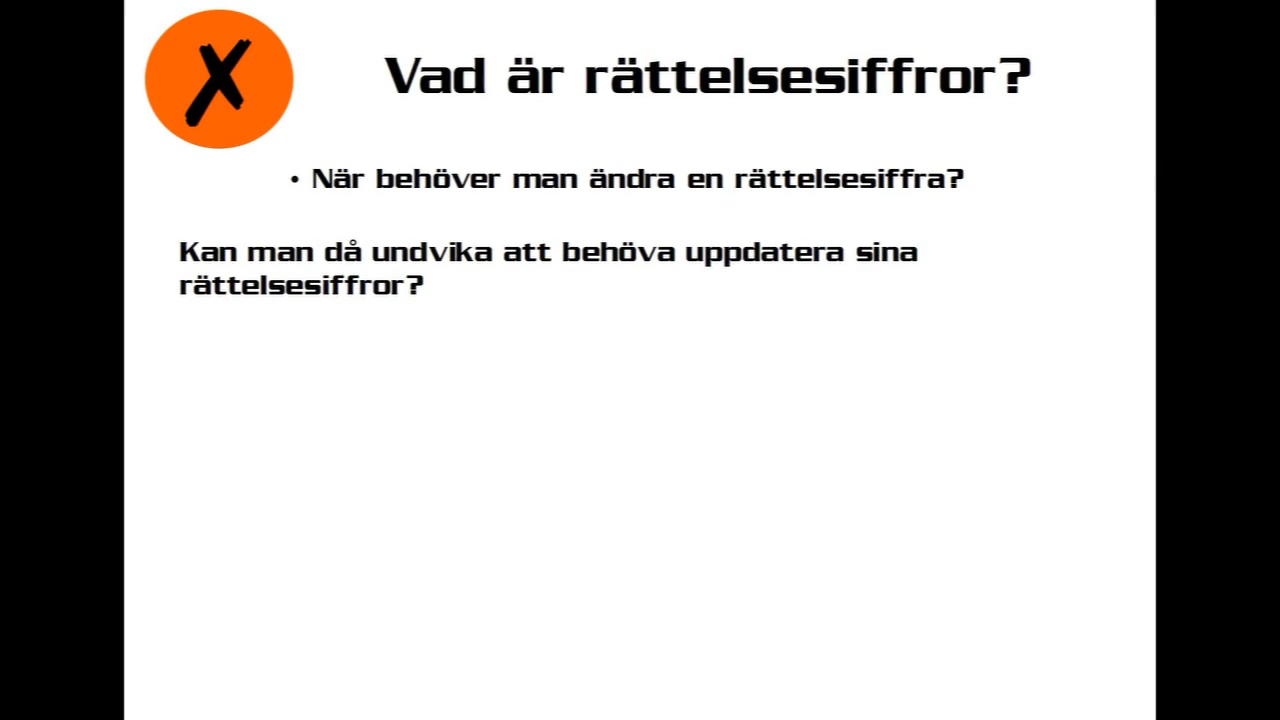 Vad är rättelsesiffror?
• När behöver man ändra en rättelsesiffra?
Kan man då undvika att behöva uppdatera sina
rättelsesiffror?